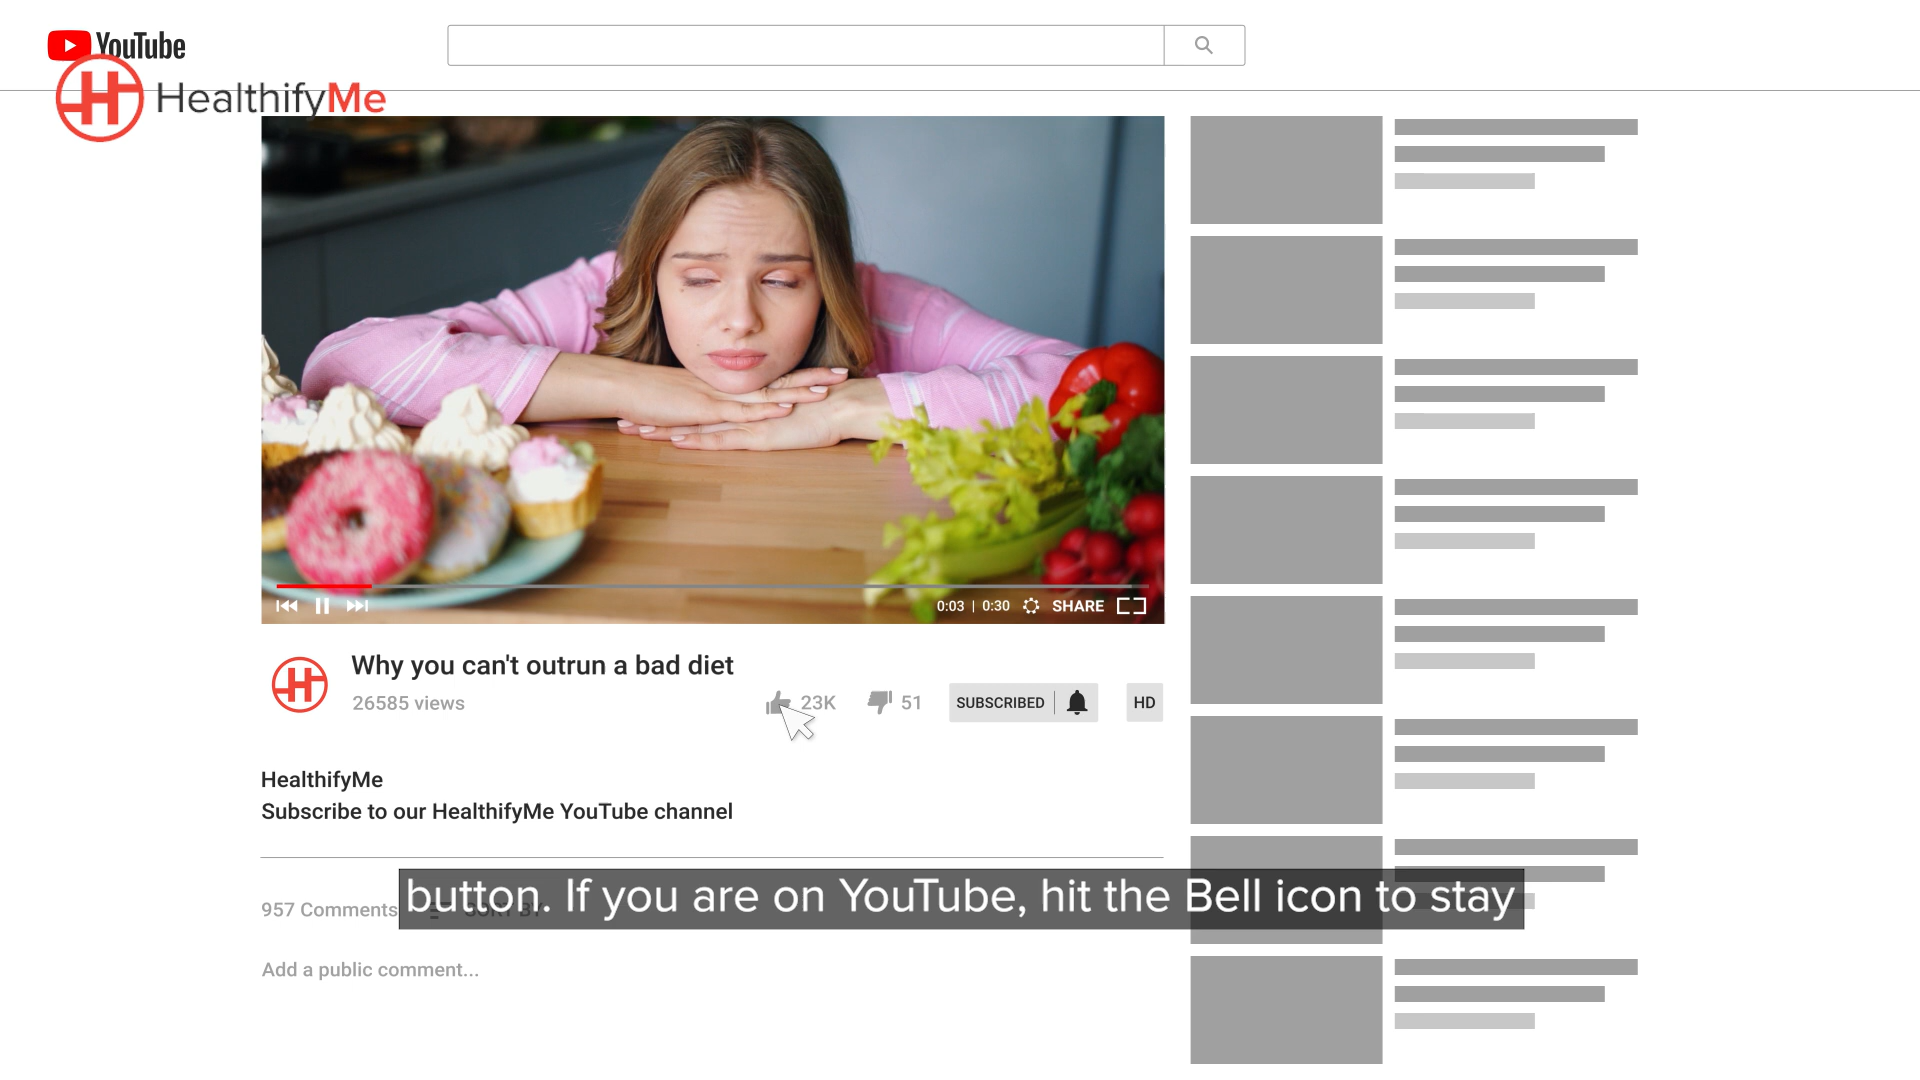 YouTube
HealthifyMe
0:03 | 0:30 SHARE
Why you can't outrun a bad diet
26585 views
23K 51 SUBSCRIBED HD
HealthifyMe
Subscribe to our HealthifyMe YouTube channel
button. If you are on YouTube, hit the Bell icon to stay
957 Comments SORT BY
Add a public comment...